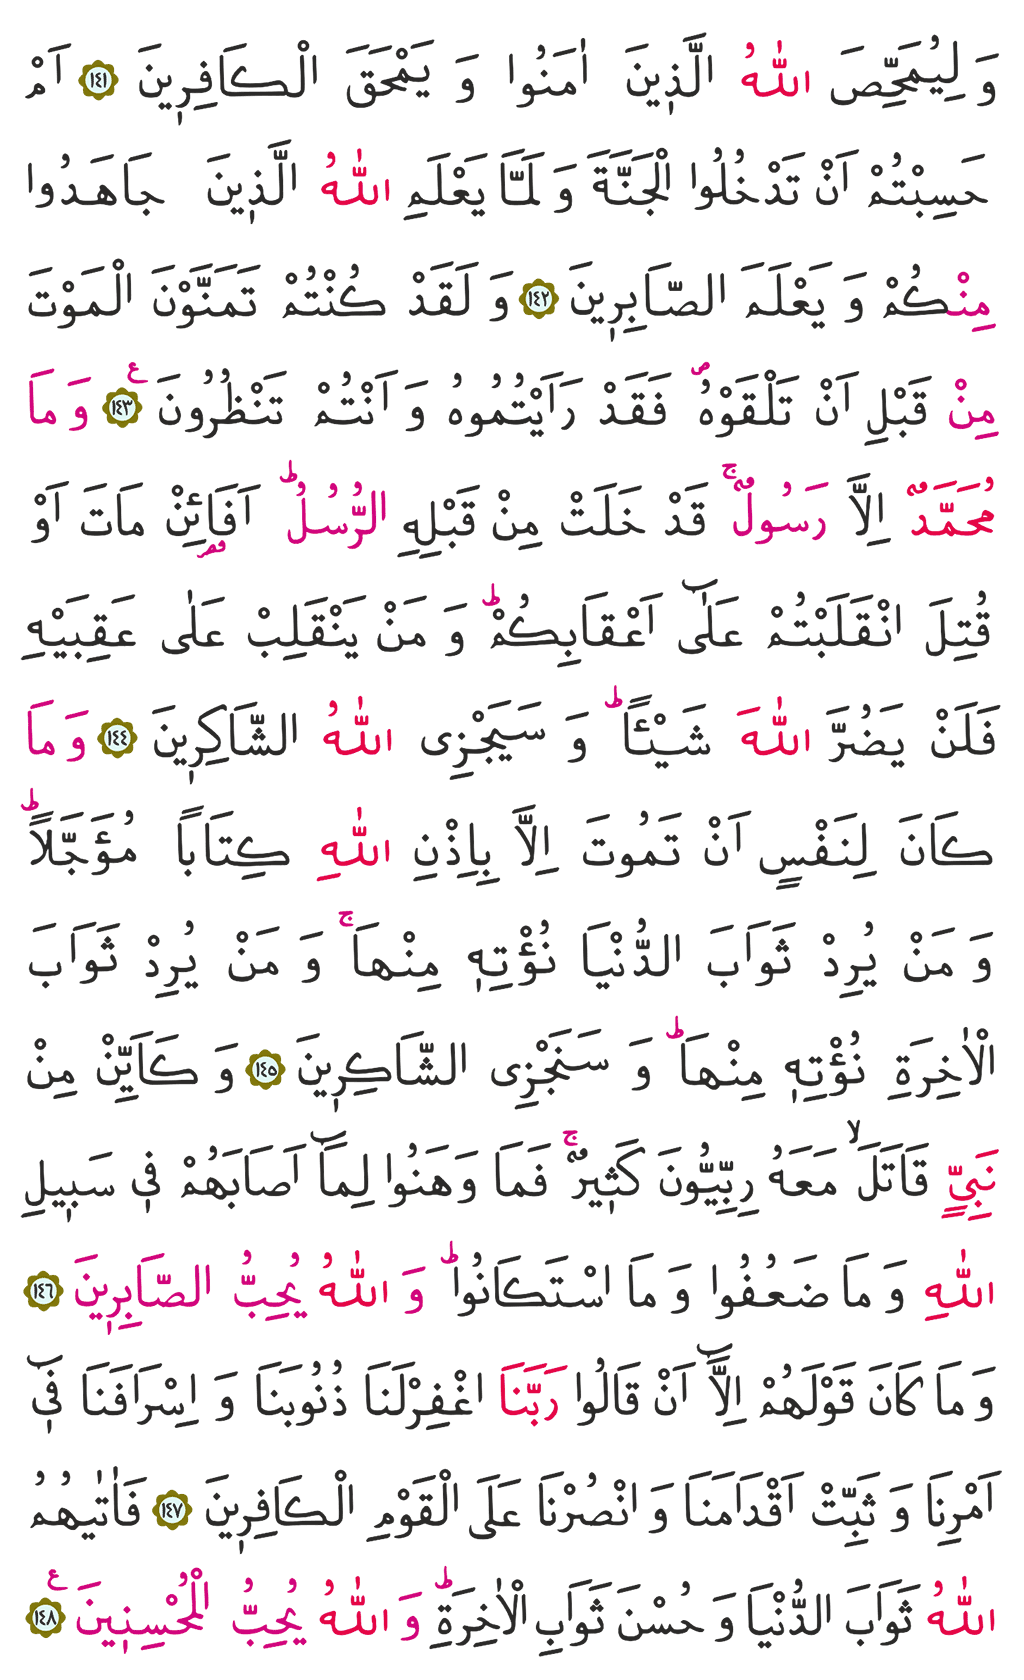 وَ لِيُمَحِّصَ اللّٰهُ الَّذٖينَ اٰمَنُوا وَ يَمْحَقَ الْكَافِرٖينَ ﴿١٤١﴾ اَمْ
حَسِبْتُمْ اَنْ تَدْخُلُوا الْجَنَّةَ وَ لَمَّا يَعْلَمِ اللّٰهُ الَّذٖينَ جَاهَدُوا
مِنْكُمْ وَ يَعْلَمَ الصَّابِرٖينَ ﴿١٤٢﴾ وَ لَقَدْ كُنْتُمْ تَمَنَّوْنَ الْمَوْتَ
مِنْ قَبْلِ اَنْ تَلْقَوْهُ ص فَقَدْ رَاَيْتُمُوهُ وَ اَنْتُمْ تَنْظُرُونَ ﴿١٤٣﴾ ع وَ مَا
مُحَمَّدٌ اِلَّا رَسُولٌ ۚ قَدْ خَلَتْ مِنْ قَبْلِهِ الرُّسُلُ ؕ اَفَاۡئِنْ مَاتَ اَوْ
قُتِلَ انْقَلَبْتُمْ عَلٰٓى اَعْقَابِكُمْ ؕ وَ مَنْ يَنْقَلِبْ عَلٰى عَقِبَيْهِ
فَلَنْ يَضُرَّ اللّٰهَ شَيْـًٔا ؕ وَ سَيَجْزِى اللّٰهُ الشَّاكِرٖينَ ﴿١٤٤﴾ وَ مَا
كَانَ لِنَفْسٍ اَنْ تَمُوتَ اِلَّا بِاِذْنِ اللّٰهِ كِتَابًا مُؤَجَّلًا ؕ
وَ مَنْ يُرِدْ ثَوَابَ الدُّنْيَا نُؤْتِهٖ مِنْهَا ۚ وَ مَنْ يُرِدْ ثَوَابَ
الْاٰخِرَةِ نُؤْتِهٖ مِنْهَا ؕ وَ سَنَجْزِى الشَّاكِرٖينَ ﴿١٤٥﴾ وَ كَاَيِّنْ مِنْ
نَبِىٍّ قَاتَلَ ۙ مَعَهُ رِبِّيُّونَ كَثٖيرٌ ۚ فَمَا وَهَنُوا لِمَٓا اَصَابَهُمْ فٖى سَبٖيلِ
اللّٰهِ وَ مَا ضَعُفُوا وَ مَا اسْتَكَانُوا ؕ وَ اللّٰهُ يُحِبُّ الصَّابِرٖينَ ﴿١٤٦﴾
وَ مَا كَانَ قَوْلَهُمْ اِلَّٓا اَنْ قَالُوا رَبَّنَا اغْفِرْلَنَا ذُنُوبَنَا وَ اِسْرَافَنَا فٖٓى
اَمْرِنَا وَ ثَبِّتْ اَقْدَامَنَا وَ انْصُرْنَا عَلَى الْقَوْمِ الْكَافِرٖينَ ﴿١٤٧﴾ فَاٰتٰيهُمُ
اللّٰهُ ثَوَابَ الدُّنْيَا وَ حُسْنَ ثَوَابِ الْاٰخِرَةِ ؕ وَ اللّٰهُ يُحِبُّ الْمُحْسِنٖينَ ﴿١٤٨﴾ ع